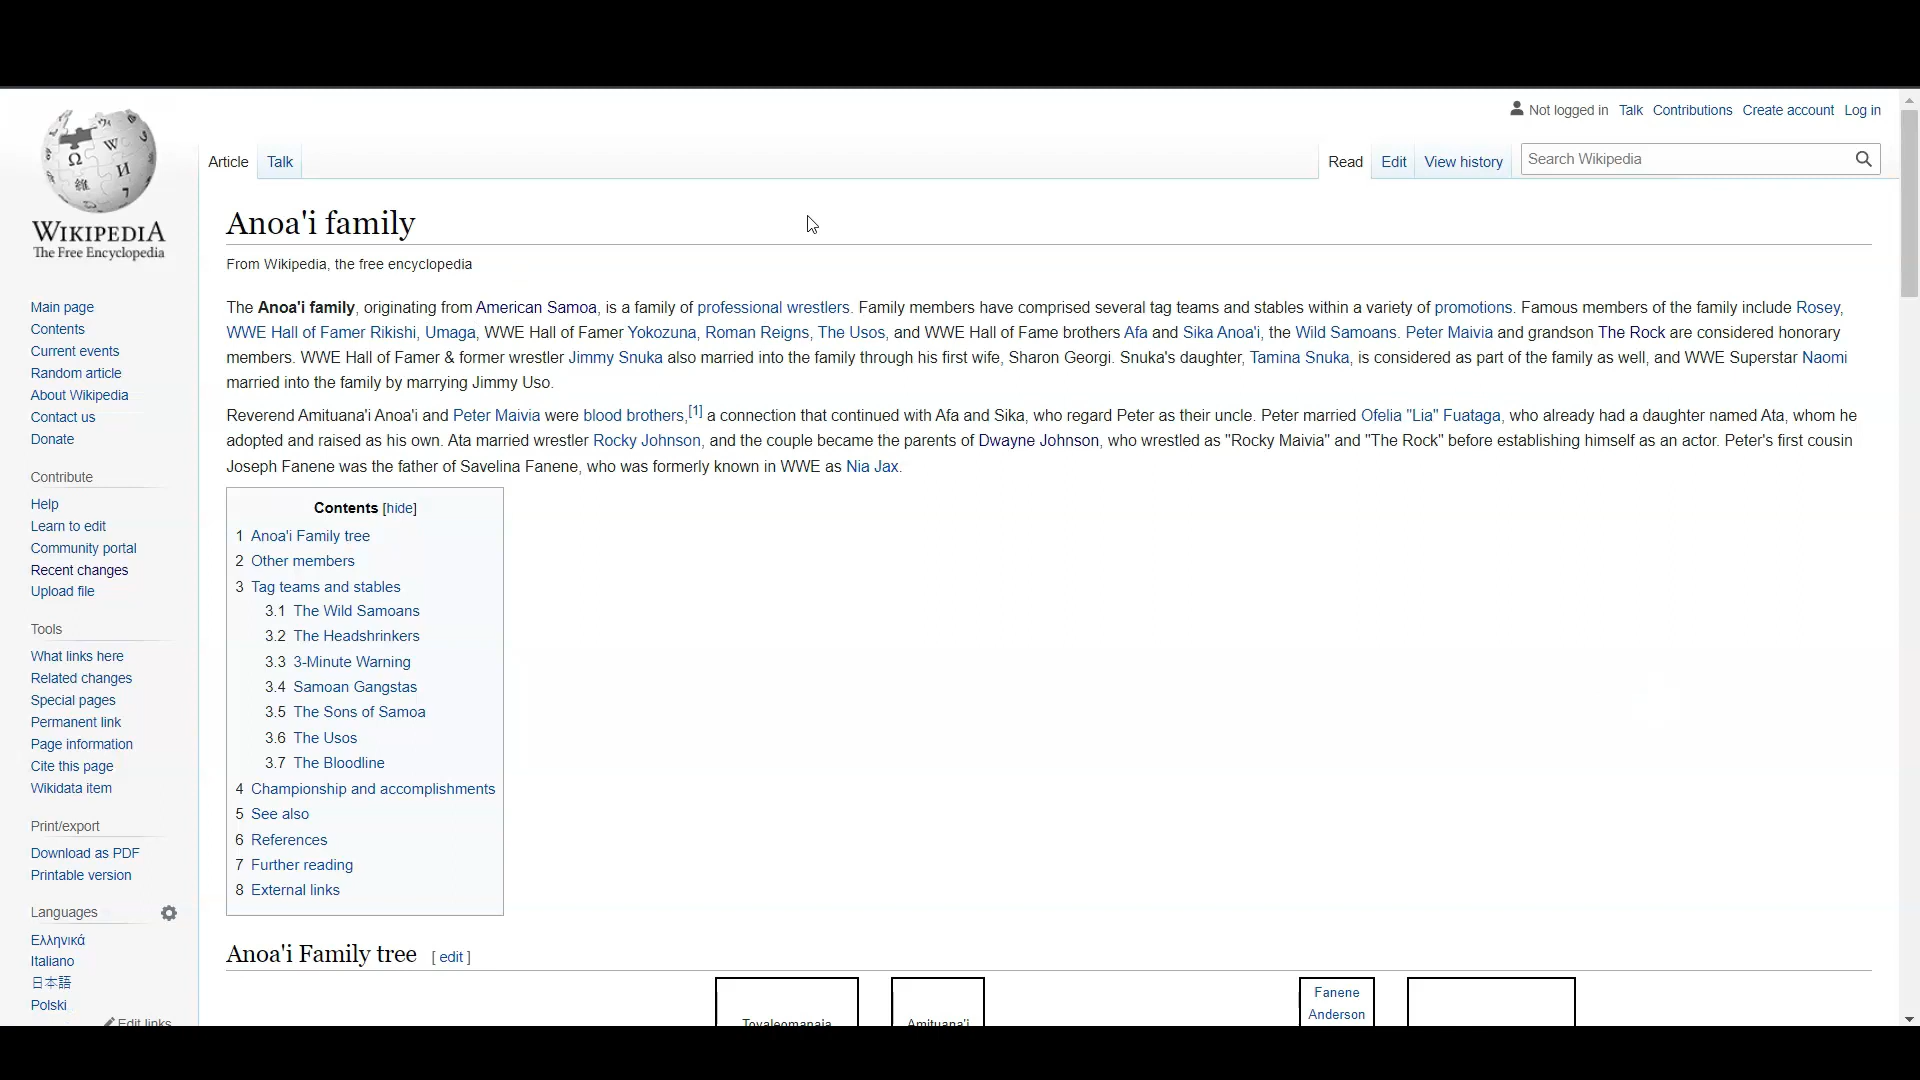 Not logged in Talk Contributions Create account Log in
Article Talk Read Edit View history Search Wikipedia
WIKIPEDIA
The Free Encyclopedia
Main page
Contents
Current events
Random article
About Wikipedia
Contact us
Donate
Contribute
Help
Learn to edit
Community portal
Recent changes
Upload file
Tools
What links here
Related changes
Special pages
Permanent link
Page information
Cite this page
Wikidata item
Print/export
Download as PDF
Printable version
Languages
Ελληνικά
Italiano
日本語
Polski
Edit links
Anoa'i family
From Wikipedia, the free encyclopedia
The Anoa'i family, originating from American Samoa, is a family of professional wrestlers. Family members have comprised several tag teams and stables within a variety of promotions. Famous members of the family include Rosey,
WWE Hall of Famer Rikishi, Umaga, WWE Hall of Famer Yokozuna, Roman Reigns, The Usos, and WWE Hall of Fame brothers Afa and Sika Anoa'i, the Wild Samoans. Peter Maivia and grandson The Rock are considered honorary
members. WWE Hall of Famer & former wrestler Jimmy Snuka also married into the family through his first wife, Sharon Georgi. Snuka's daughter, Tamina Snuka, is considered as part of the family as well, and WWE Superstar Naomi
married into the family by marrying Jimmy Uso.
Reverend Amituana'i Anoa'i and Peter Maivia were blood brothers,[1] a connection that continued with Afa and Sika, who regard Peter as their uncle. Peter married Ofelia "Lia" Fuataga, who already had a daughter named Ata, whom he
adopted and raised as his own. Ata married wrestler Rocky Johnson, and the couple became the parents of Dwayne Johnson, who wrestled as "Rocky Maivia" and "The Rock" before establishing himself as an actor. Peter's first cousin
Joseph Fanene was the father of Savelina Fanene, who was formerly known in WWE as Nia Jax.
Contents [hide]
1 Anoa'i Family tree
2 Other members
3 Tag teams and stables
3.1 The Wild Samoans
3.2 The Headshrinkers
3.3 3-Minute Warning
3.4 Samoan Gangstas
3.5 The Sons of Samoa
3.6 The Usos
3.7 The Bloodline
4 Championship and accomplishments
5 See also
6 References
7 Further reading
8 External links
Anoa'i Family tree [ edit ]
Fanene
Anderson
Amituana'i